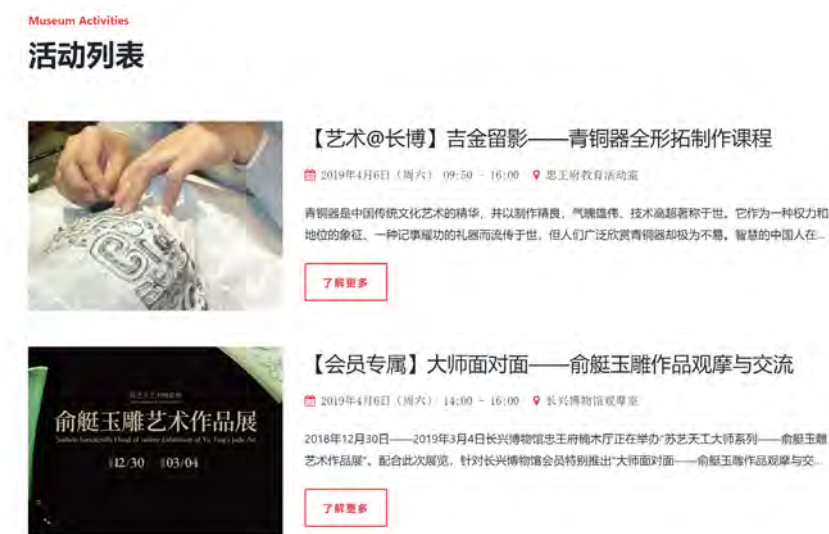 Museum Activities
活动列表
【艺术@长博】吉金留影——青铜器全形拓制作课程
2019年4月6日（周六） 09:50 - 16:00 忠王府教育活动室
青铜器是中国传统文化艺术的精华，并以制作精良，气魄雄伟、技术高超著称于世。它作为一种权力和
地位的象征、一种记事耀功的礼器而流传于世，但人们广泛欣赏青铜器却极为不易。智慧的中国人在...
了解更多
俞艇玉雕艺术作品展
12/30 03/04
【会员专属】大师面对面——俞艇玉雕作品观摩与交流
2019年4月6日（周六） 14:00 - 16:00 长兴博物馆观摩室
2018年12月30日——2019年3月4日长兴博物馆忠王府楠木厅正在举办“苏艺天工大师系列——俞艇玉雕
艺术作品展”。配合此次展览，针对长兴博物馆会员特别推出“大师面对面——俞艇玉雕作品观摩与交...
了解更多